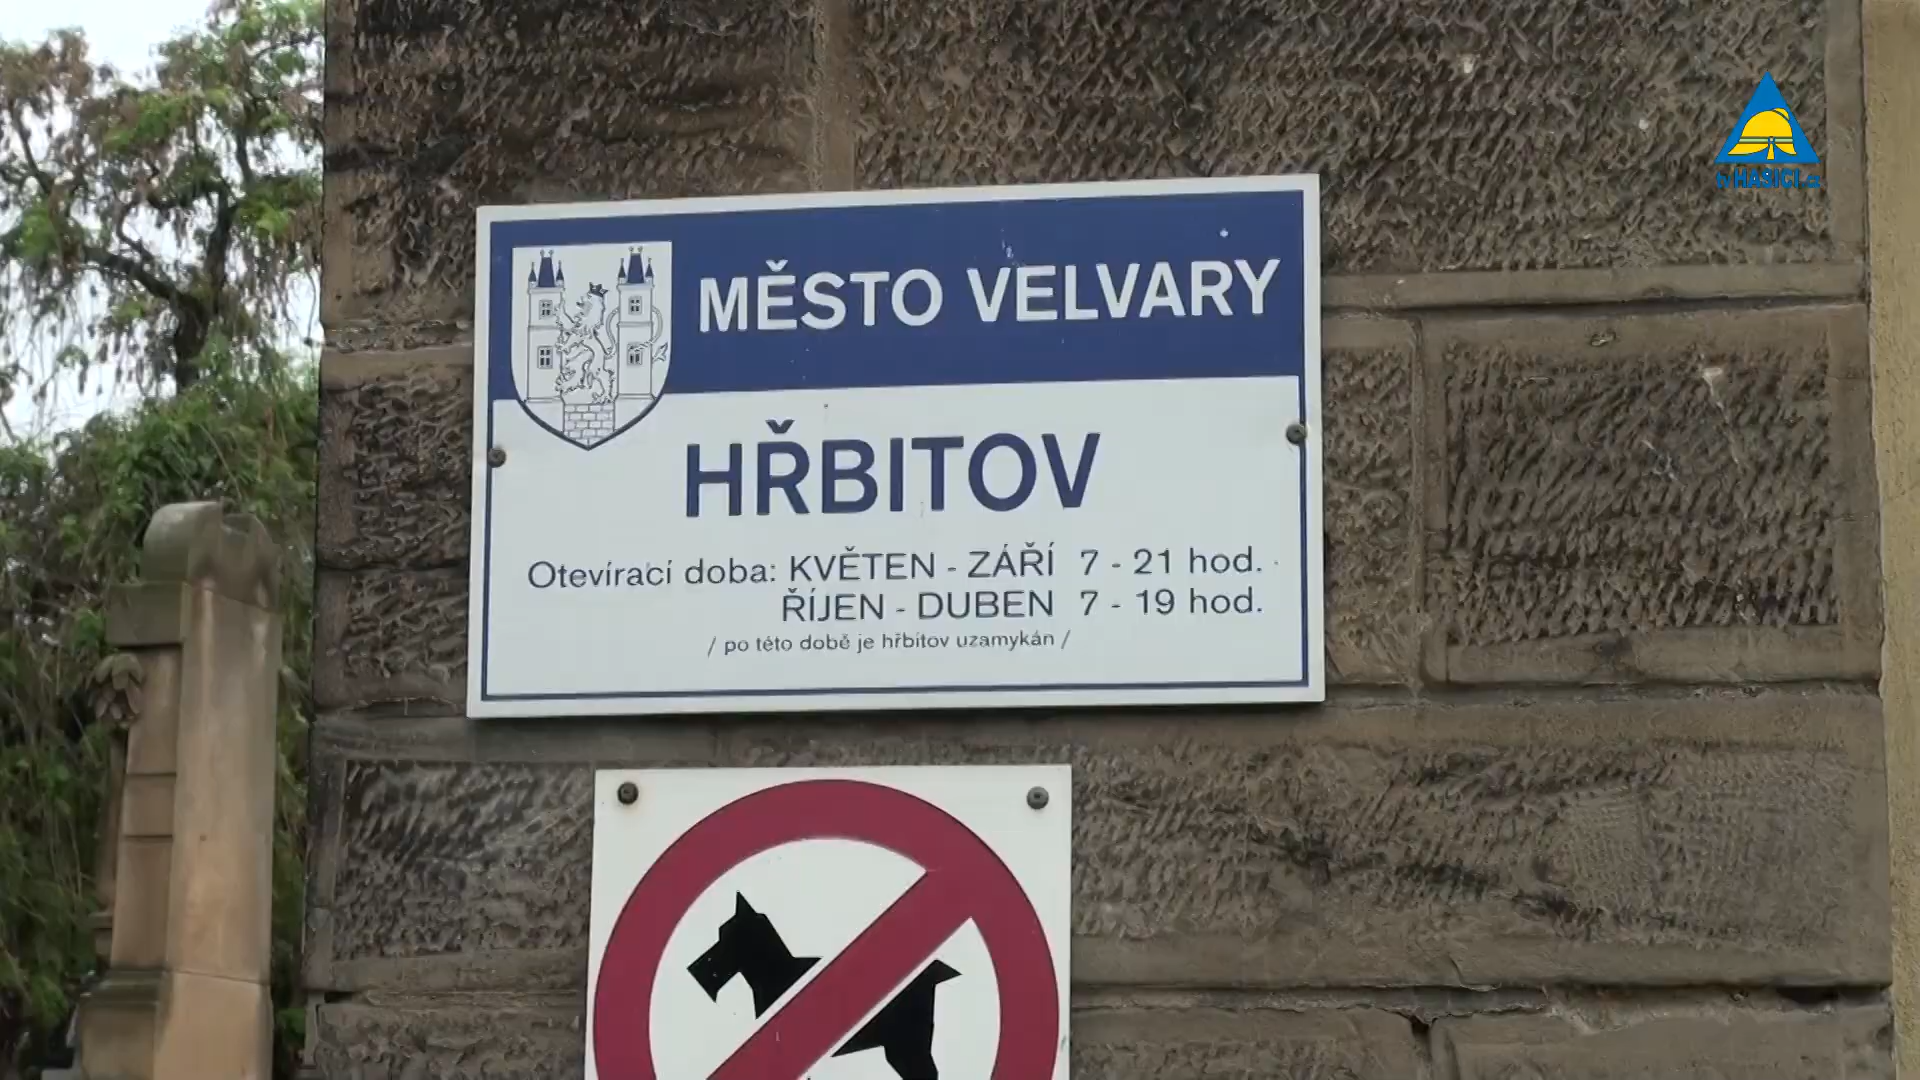 tvHASICI.cz
MĚSTO VELVARY
HŘBITOV
Otevírací doba: KVĚTEN - ZÁŘÍ 7 - 21 hod.
ŘÍJEN - DUBEN 7 - 19 hod.
/ po této době je hřbitov uzamykán /